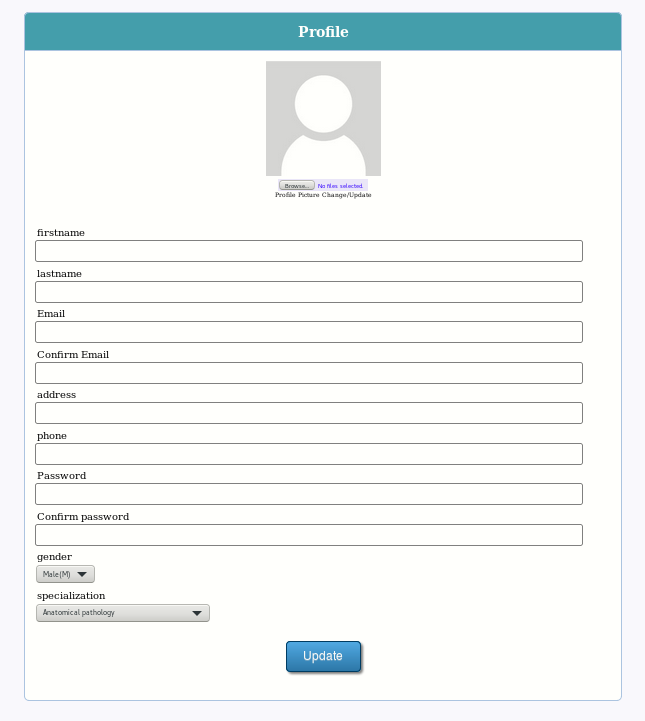 Profile
Browse... No files selected.
Profile Picture Change/Update
firstname
lastname
Email
Confirm Email
address
phone
Password
Confirm password
gender
Male(M)
specialization
Anatomical pathology
Update